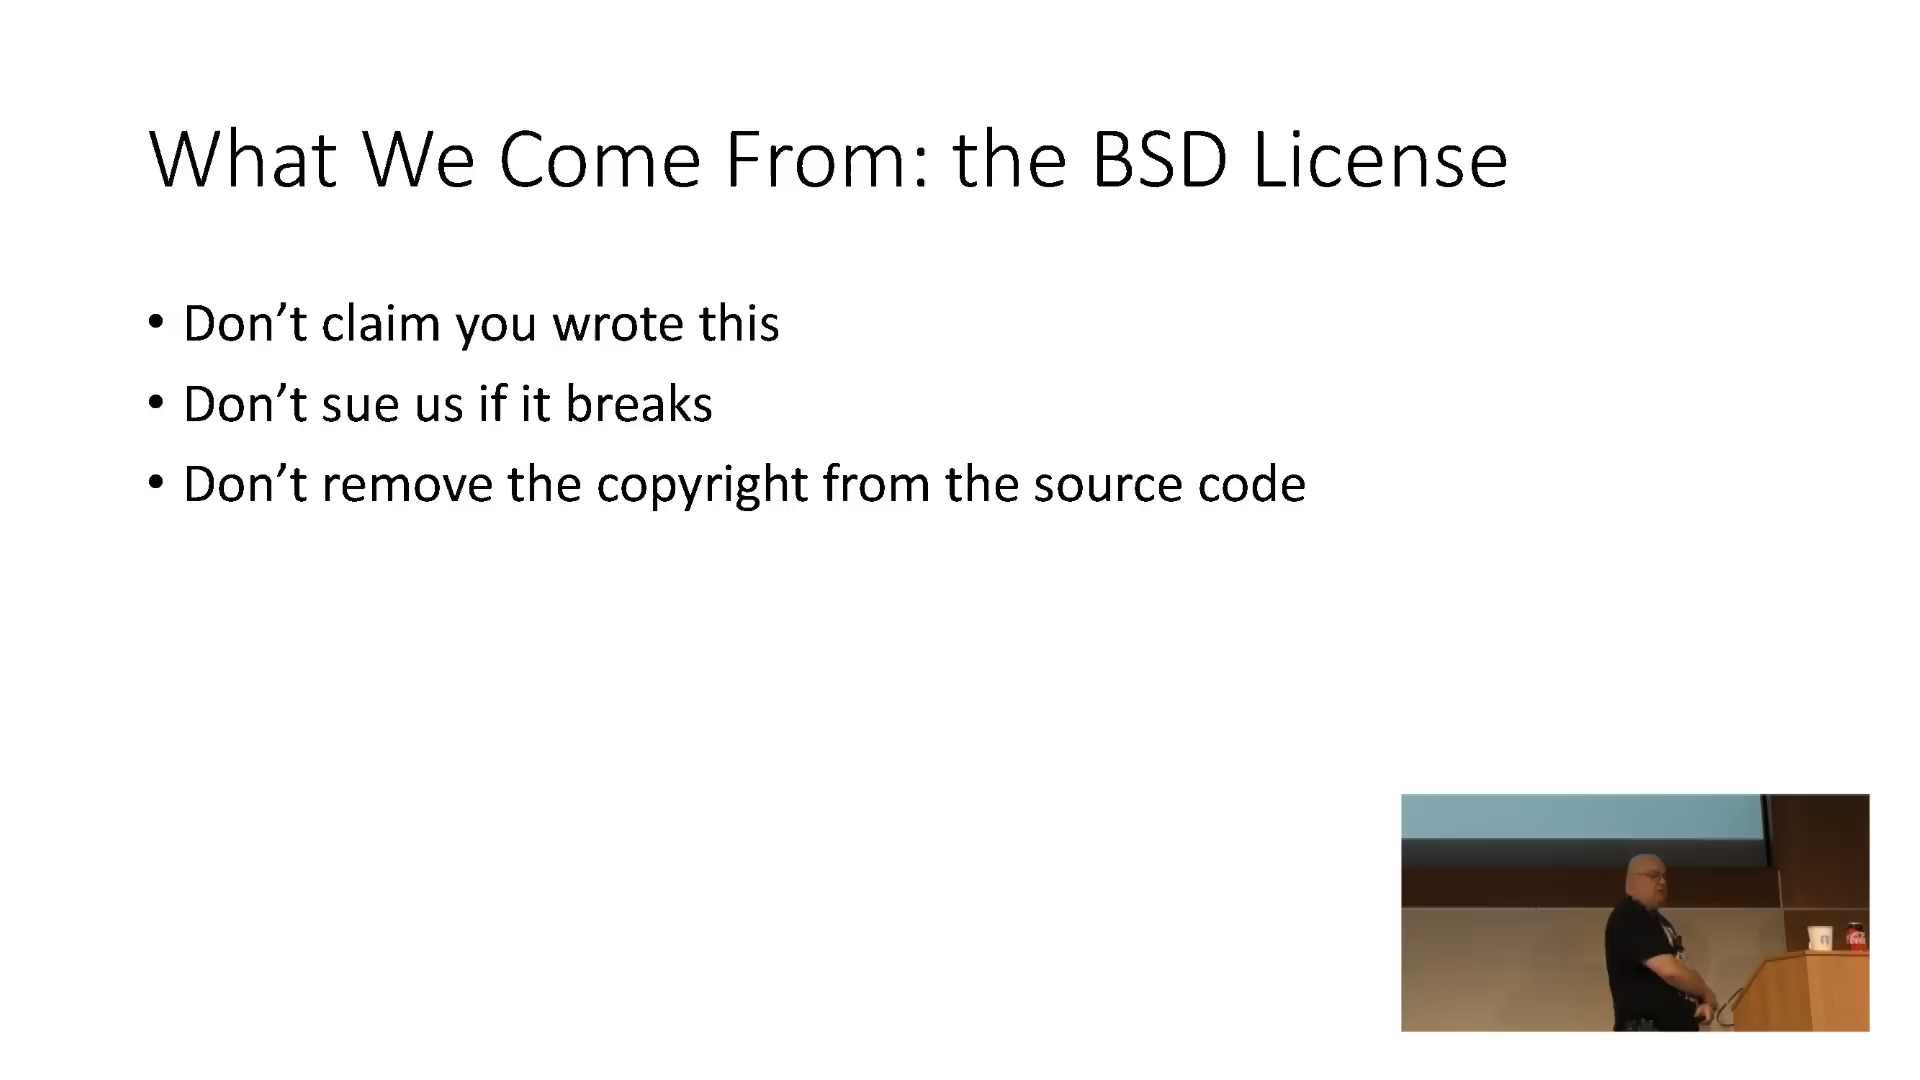 What We Come From: the BSD License
• Don’t claim you wrote this
• Don’t sue us if it breaks
• Don’t remove the copyright from the source code